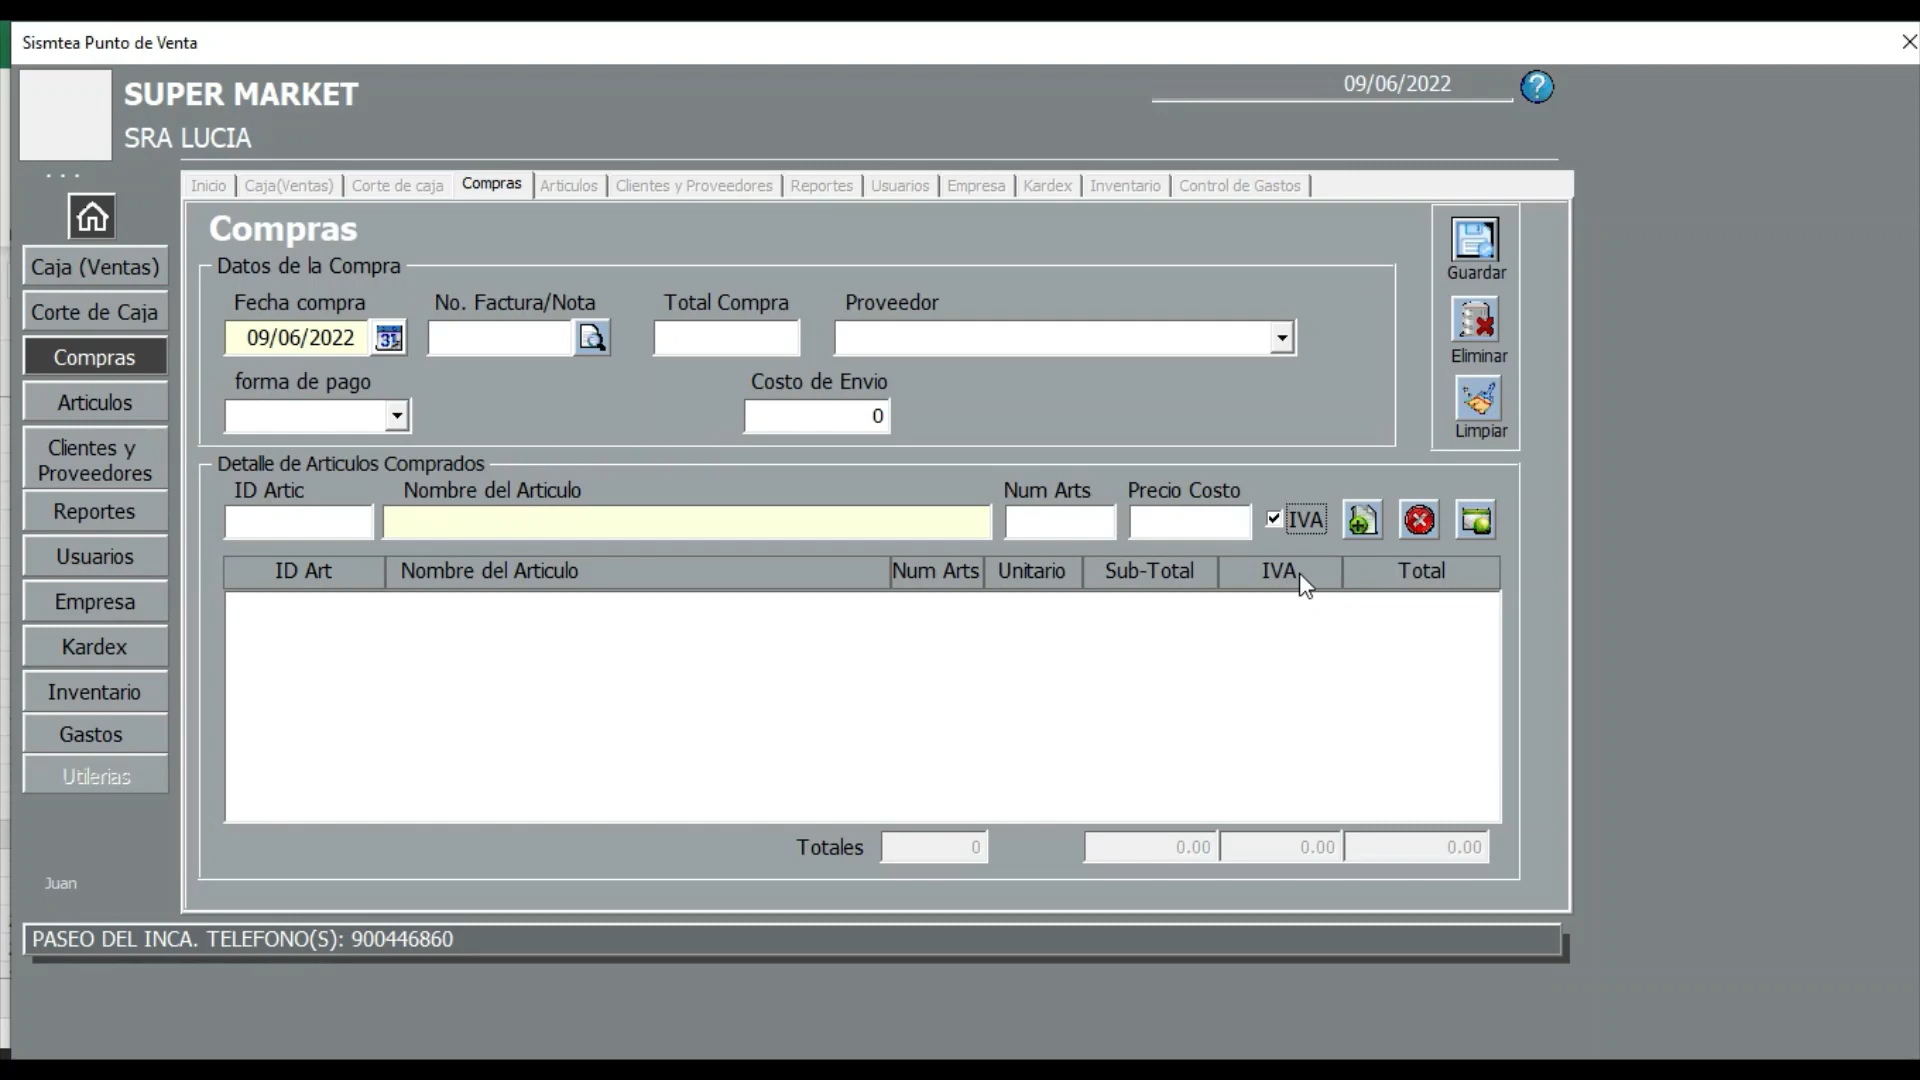 Sismtea Punto de Venta
SUPER MARKET
SRA LUCIA
09/06/2022
?
. . .
Inicio Caja(Ventas) Corte de caja Compras Articulos Clientes y Proveedores Reportes Usuarios Empresa Kardex Inventario Control de Gastos
Caja (Ventas)
Corte de Caja
Compras
Articulos
Clientes y
Proveedores
Reportes
Usuarios
Empresa
Kardex
Inventario
Gastos
Utilerias
Juan
Compras
Datos de la Compra
Fecha compra No. Factura/Nota Total Compra Proveedor
09/06/2022 31
forma de pago Costo de Envio
0
Guardar
Eliminar
Limpiar
Detalle de Articulos Comprados
ID Artic Nombre del Articulo Num Arts Precio Costo
IVA
ID Art Nombre del Articulo Num Arts Unitario Sub-Total IVA Total
Totales 0 0.00 0.00 0.00
PASEO DEL INCA. TELEFONO(S): 900446860